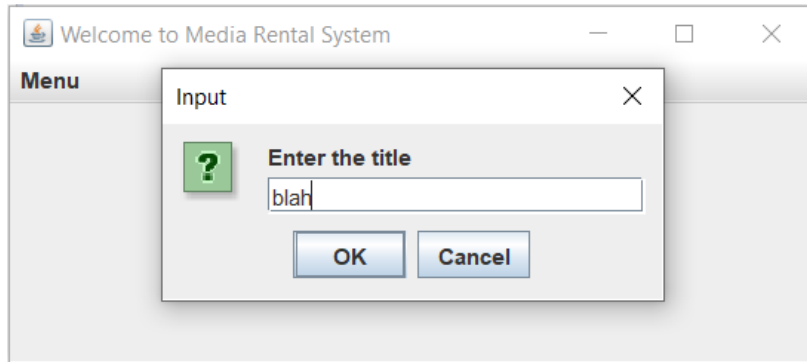 Welcome to Media Rental System
Menu
Input
?
Enter the title
blah
OK
Cancel